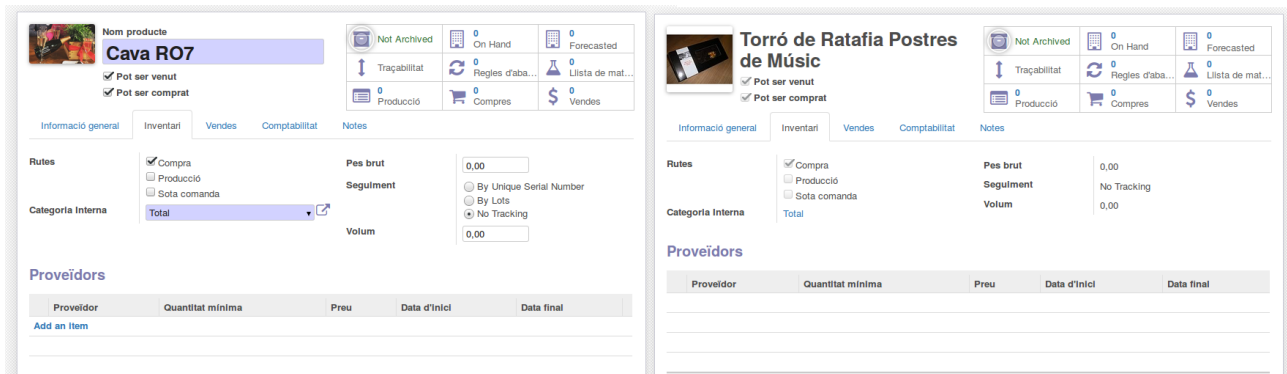 Nom producte
Cava RO7
Pot ser venut
Pot ser comprat
Not Archived
0
On Hand
0
Forecasted
Traçabilitat
0
Regles d'aba...
0
Llista de mat...
0
Producció
0
Compres
0
Vendes
Informació general Inventari Vendes Comptabilitat Notes
Rutes
Compra
Producció
Sota comanda
Categoria Interna Total
Pes brut 0,00
Seguiment
By Unique Serial Number
By Lots
No Tracking
Volum 0,00
Proveïdors
Proveïdor Quantitat mínima Preu Data d'inici Data final
Add an item
Torró de Ratafia Postres
de Músic
Pot ser venut
Pot ser comprat
Not Archived
0
On Hand
0
Forecasted
Traçabilitat
0
Regles d'aba...
0
Llista de mat...
0
Producció
0
Compres
0
Vendes
Informació general Inventari Vendes Comptabilitat Notes
Rutes
Compra
Producció
Sota comanda
Categoria Interna Total
Pes brut 0,00
Seguiment No Tracking
Volum 0,00
Proveïdors
Proveïdor Quantitat mínima Preu Data d'inici Data final